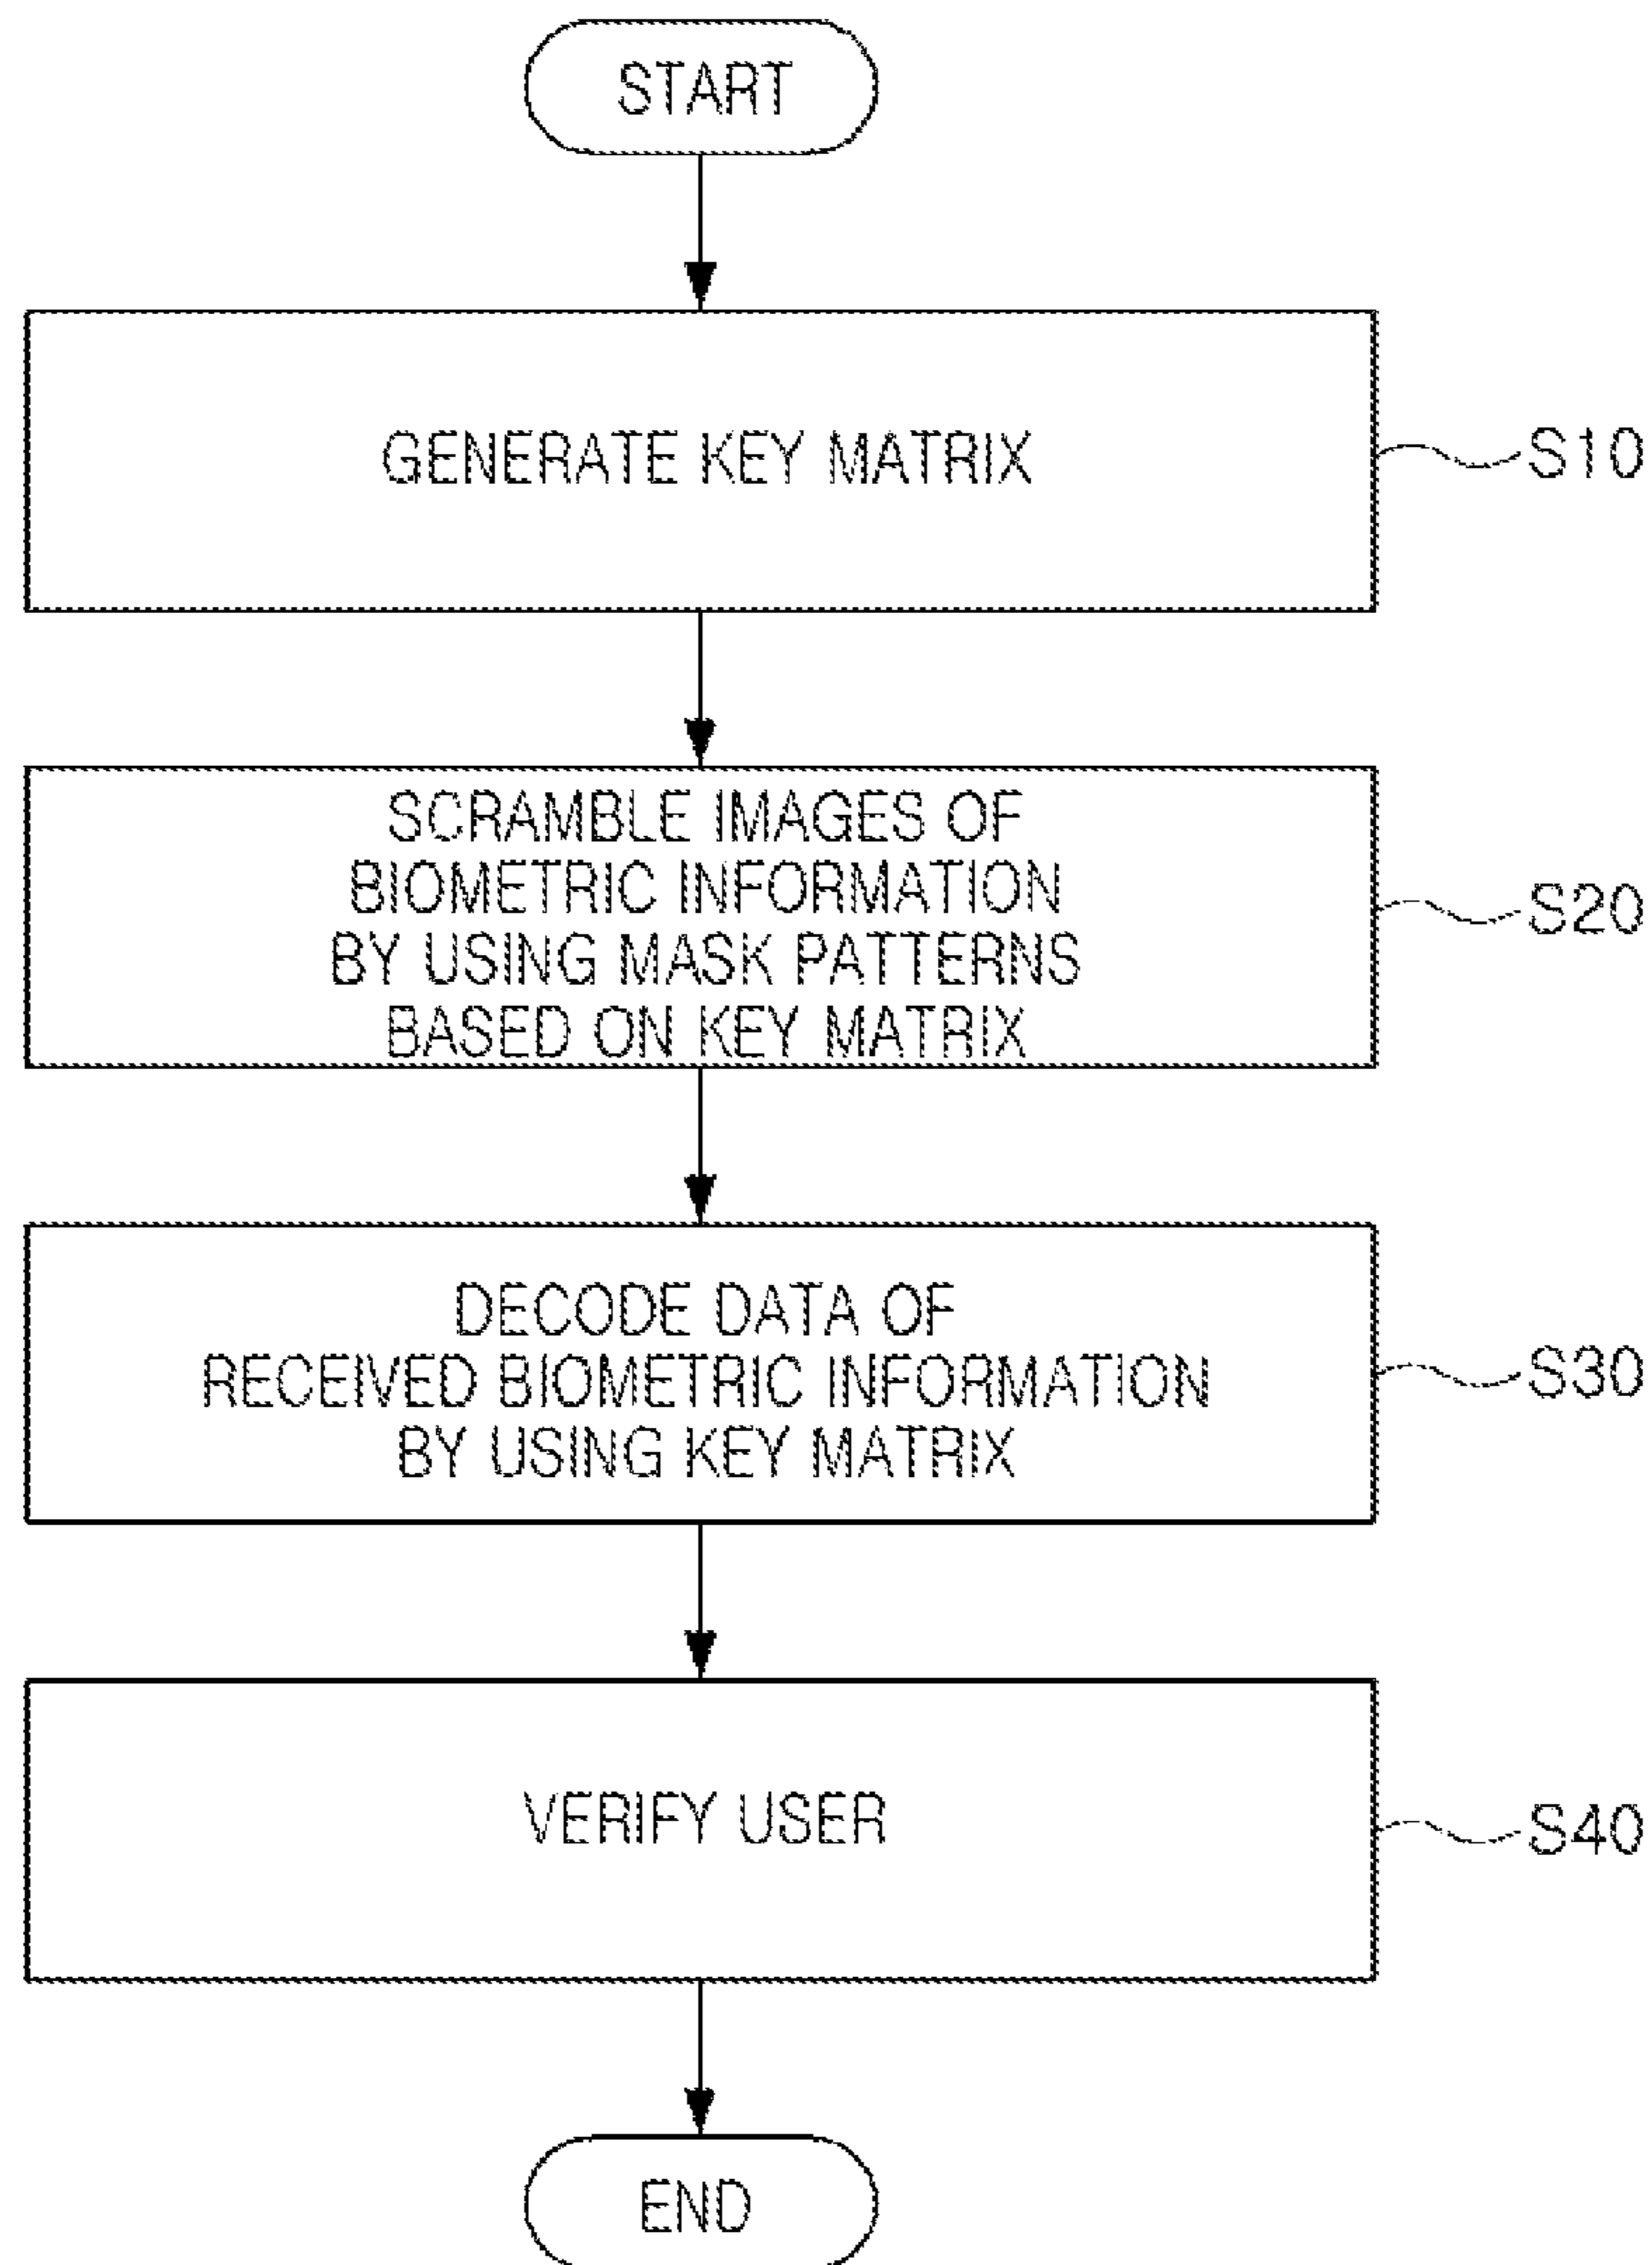 START
GENERATE KEY MATRIX
S10
SCRAMBLE IMAGES OF
BIOMETRIC INFORMATION
BY USING MASK PATTERNS
BASED ON KEY MATRIX
S20
DECODE DATA OF
RECEIVED BIOMETRIC INFORMATION
BY USING KEY MATRIX
S30
VERIFY USER
S40
END